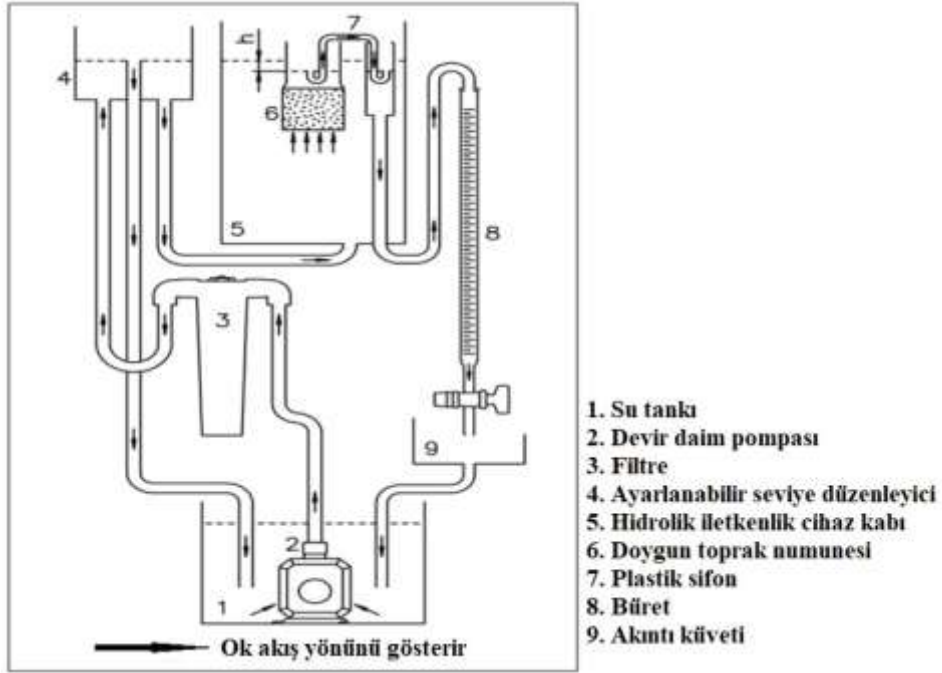 h
7
4
6
5
8
3
9
2
1
Ok akış yönünü gösterir
1. Su tankı
2. Devir daim pompası
3. Filtre
4. Ayarlanabilir seviye düzenleyici
5. Hidrolik iletkenlik cihaz kabı
6. Doygun toprak numunesi
7. Plastik sifon
8. Büret
9. Akıntı küveti